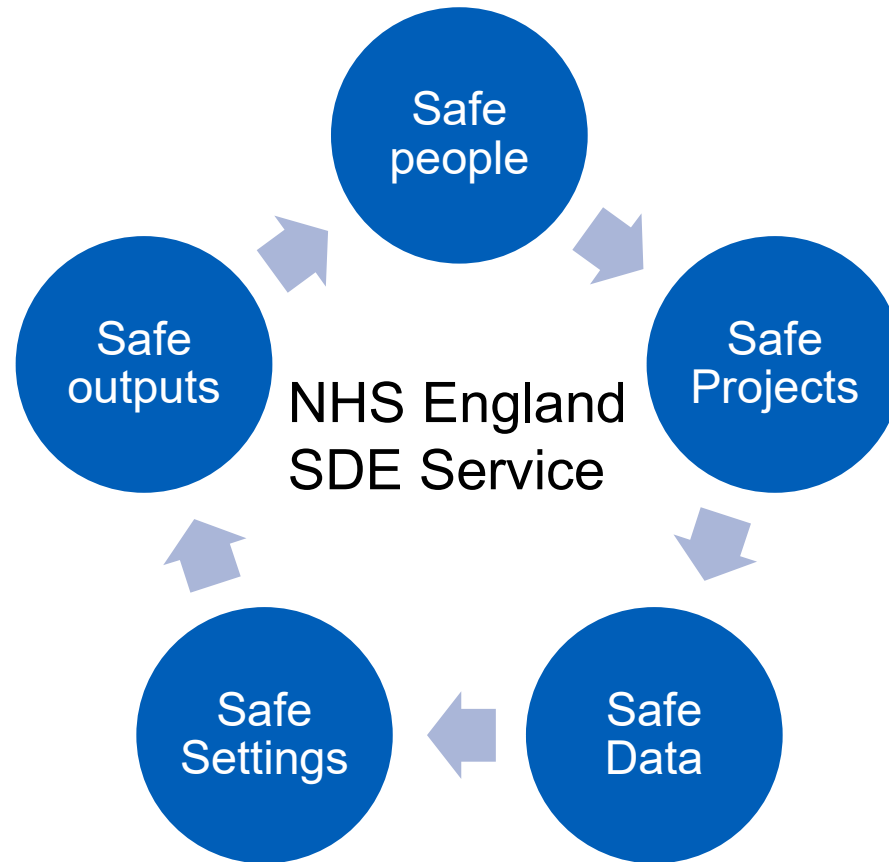 Safe
people
Safe
Projects
Safe
Data
Safe
Settings
Safe
outputs
NHS England
SDE Service